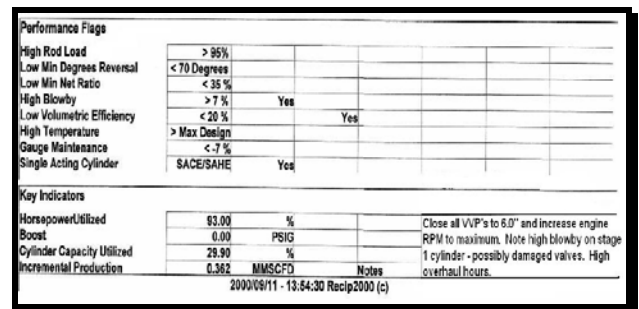 Performance Flags
High Rod Load > 95%
Low Min Degrees Reversal < 70 Degrees
Low Min Net Ratio < 35 %
High Blowby > 7 % Yes
Low Volumetric Efficiency < 20 % Yes
High Temperature > Max Design
Gauge Maintenance < -7 %
Single Acting Cylinder SACE/SAHE Yes
Key Indicators
HorsepowerUtilized 93.00 %
Boost 0.00 PSIG
Cylinder Capacity Utilized 29.90 %
Incremental Production 0.362 MMSCFD Notes
Close all VVP's to 6.0" and increase engine
RPM to maximum. Note high blowby on stage
1 cylinder - possibly damaged valves. High
overhaul hours.
2000/09/11 - 13:54:30 Recip2000 (c)